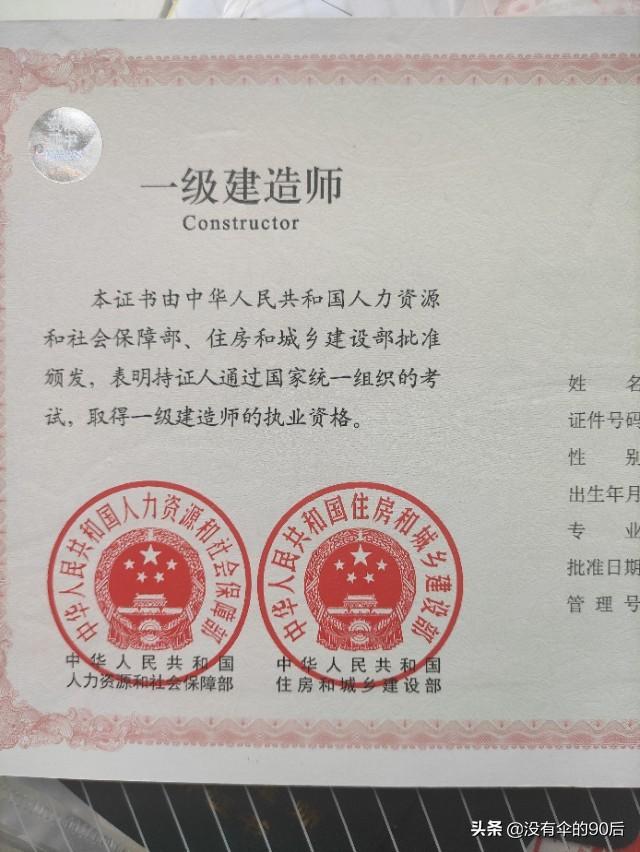 一级建造师
Constructor
本证书由中华人民共和国人力资源
和社会保障部、住房和城乡建设部批准
颁发，表明持证人通过国家统一组织的考
试，取得一级建造师的执业资格。
姓 名
证件号码
性 别
出生年月
专 业
批准日期
管 理 号
中华人民共和国人力资源和社会保障部
中华人民共和国住房和城乡建设部
中华人民共和国
人力资源和社会保障部
中华人民共和国
住房和城乡建设部
头条 @没有伞的90后